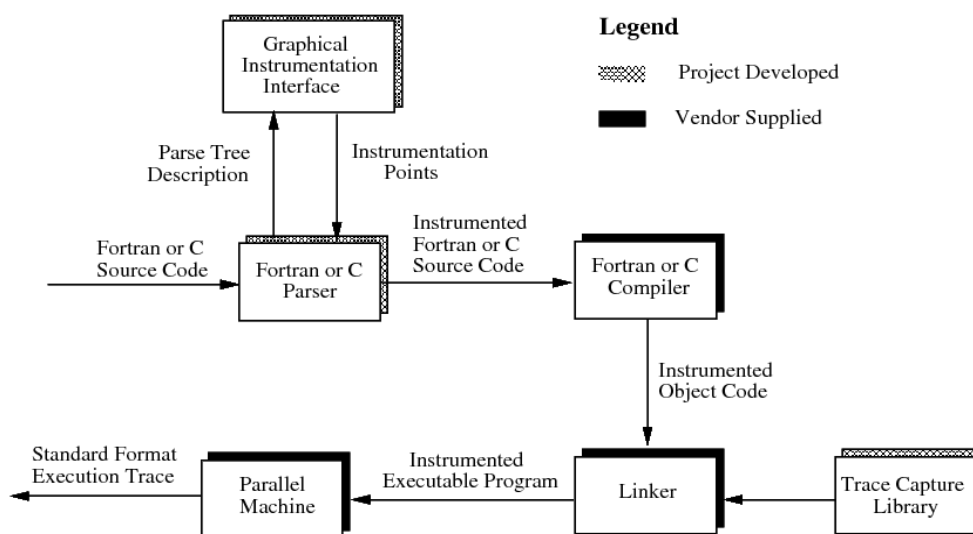 Graphical
Instrumentation
Interface
Legend
Project Developed
Vendor Supplied
Parse Tree
Description
Instrumentation
Points
Fortran or C
Source Code
Fortran or C
Parser
Instrumented
Fortran or C
Source Code
Fortran or C
Compiler
Instrumented
Object Code
Standard Format
Execution Trace
Parallel
Machine
Instrumented
Executable Program
Linker
Trace Capture
Library